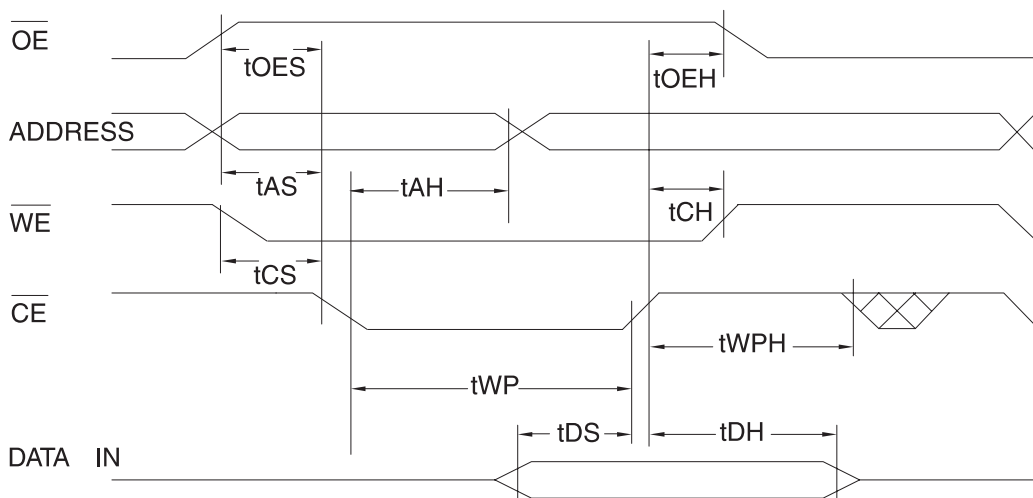 OE
tOES
tOEH
ADDRESS
tAS
tAH
tCH
WE
tCS
CE
tWPH
tWP
tDS
tDH
DATA IN